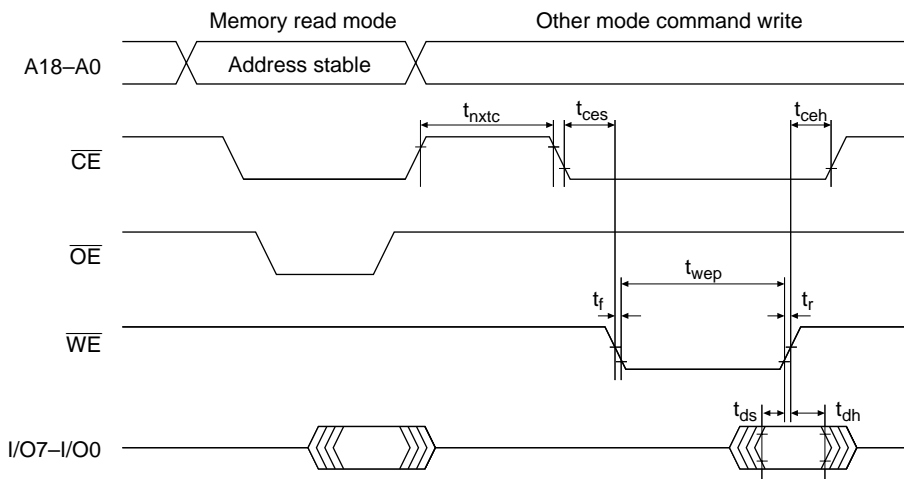 Memory read mode
Other mode command write
A18–A0
Address stable
tnxtc
tces
tceh
CE
OE
twep
tf
tr
WE
tds
tdh
I/O7–I/O0